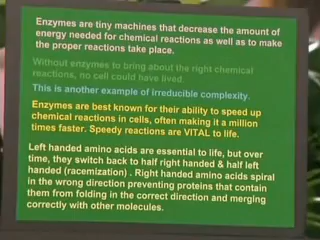 Enzymes are tiny machines that decrease the amount of
energy needed for chemical reactions as well as to make
the proper reactions take place.
Without enzymes to bring about the right chemical
reactions, no cell could have lived.
This is another example of irreducible complexity.
Enzymes are best known for their ability to speed up
chemical reactions in cells, often making it a million
times faster. Speedy reactions are VITAL to life.
Left handed amino acids are essential to life, but over
time, they switch back to half right handed & half left
handed (racemization) . Right handed amino acids spiral
in the wrong direction preventing proteins that contain
them from folding in the correct direction and merging
correctly with other molecules.